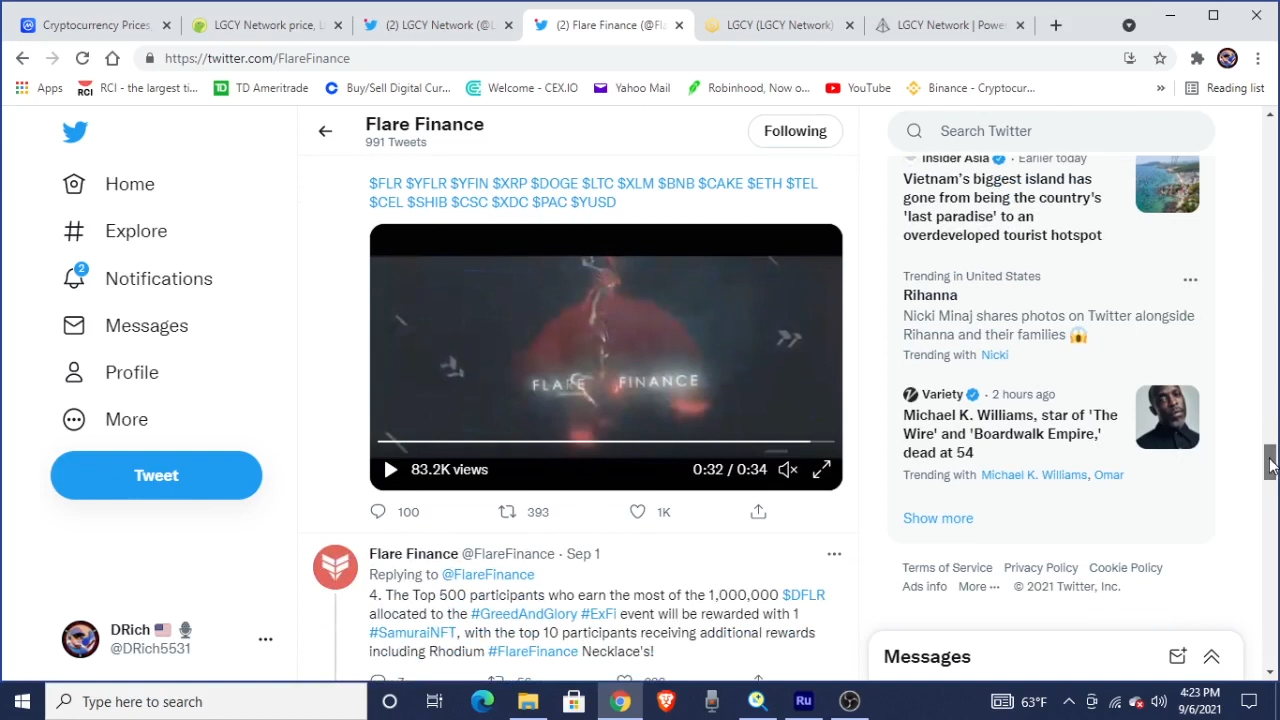 Cryptocurrency Prices,
LGCY Network price, L
(2) LGCY Network (@L
(2) Flare Finance (@Fla
LGCY (LGCY Network)
LGCY Network | Powe
https://twitter.com/FlareFinance
Apps
RCI
RCI - the largest ti...
TD Ameritrade
Buy/Sell Digital Cur...
Welcome - CEX.IO
Yahoo Mail
Robinhood, Now o...
YouTube
Binance - Cryptocur...
»
Reading list
Flare Finance
991 Tweets
Following
Search Twitter
Home
Explore
2
Notifications
Messages
Profile
More
Tweet
DRich 🇺🇸 🎙
@DRich5531
$FLR $YFLR $YFIN $XRP $DOGE $LTC $XLM $BNB $CAKE $ETH $TEL
$CEL $SHIB $CSC $XDC $PAC $YUSD
FLARE FINANCE
83.2K views
0:32 / 0:34
100
393
1K
Flare Finance @FlareFinance · Sep 1
Replying to @FlareFinance
4. The Top 500 participants who earn the most of the 1,000,000 $DFLR
allocated to the #GreedAndGlory #ExFI event will be rewarded with 1
#SamuraiNFT, with the top 10 participants receiving additional rewards
including Rhodium #FlareFinance Necklace's!
Insider Asia · Earlier today
Vietnam's biggest island has
gone from being the country's
'last paradise' to an
overdeveloped tourist hotspot
Trending in United States
Rihanna
Nicki Minaj shares photos on Twitter alongside
Rihanna and their families 😱
Trending with Nicki
Variety · 2 hours ago
Michael K. Williams, star of 'The
Wire' and 'Boardwalk Empire,'
dead at 54
Trending with Michael K. Williams, Omar
Show more
Terms of Service Privacy Policy Cookie Policy
Ads info More ··· © 2021 Twitter, Inc.
Messages
Type here to search
Ru
63°F
4:23 PM
9/6/2021